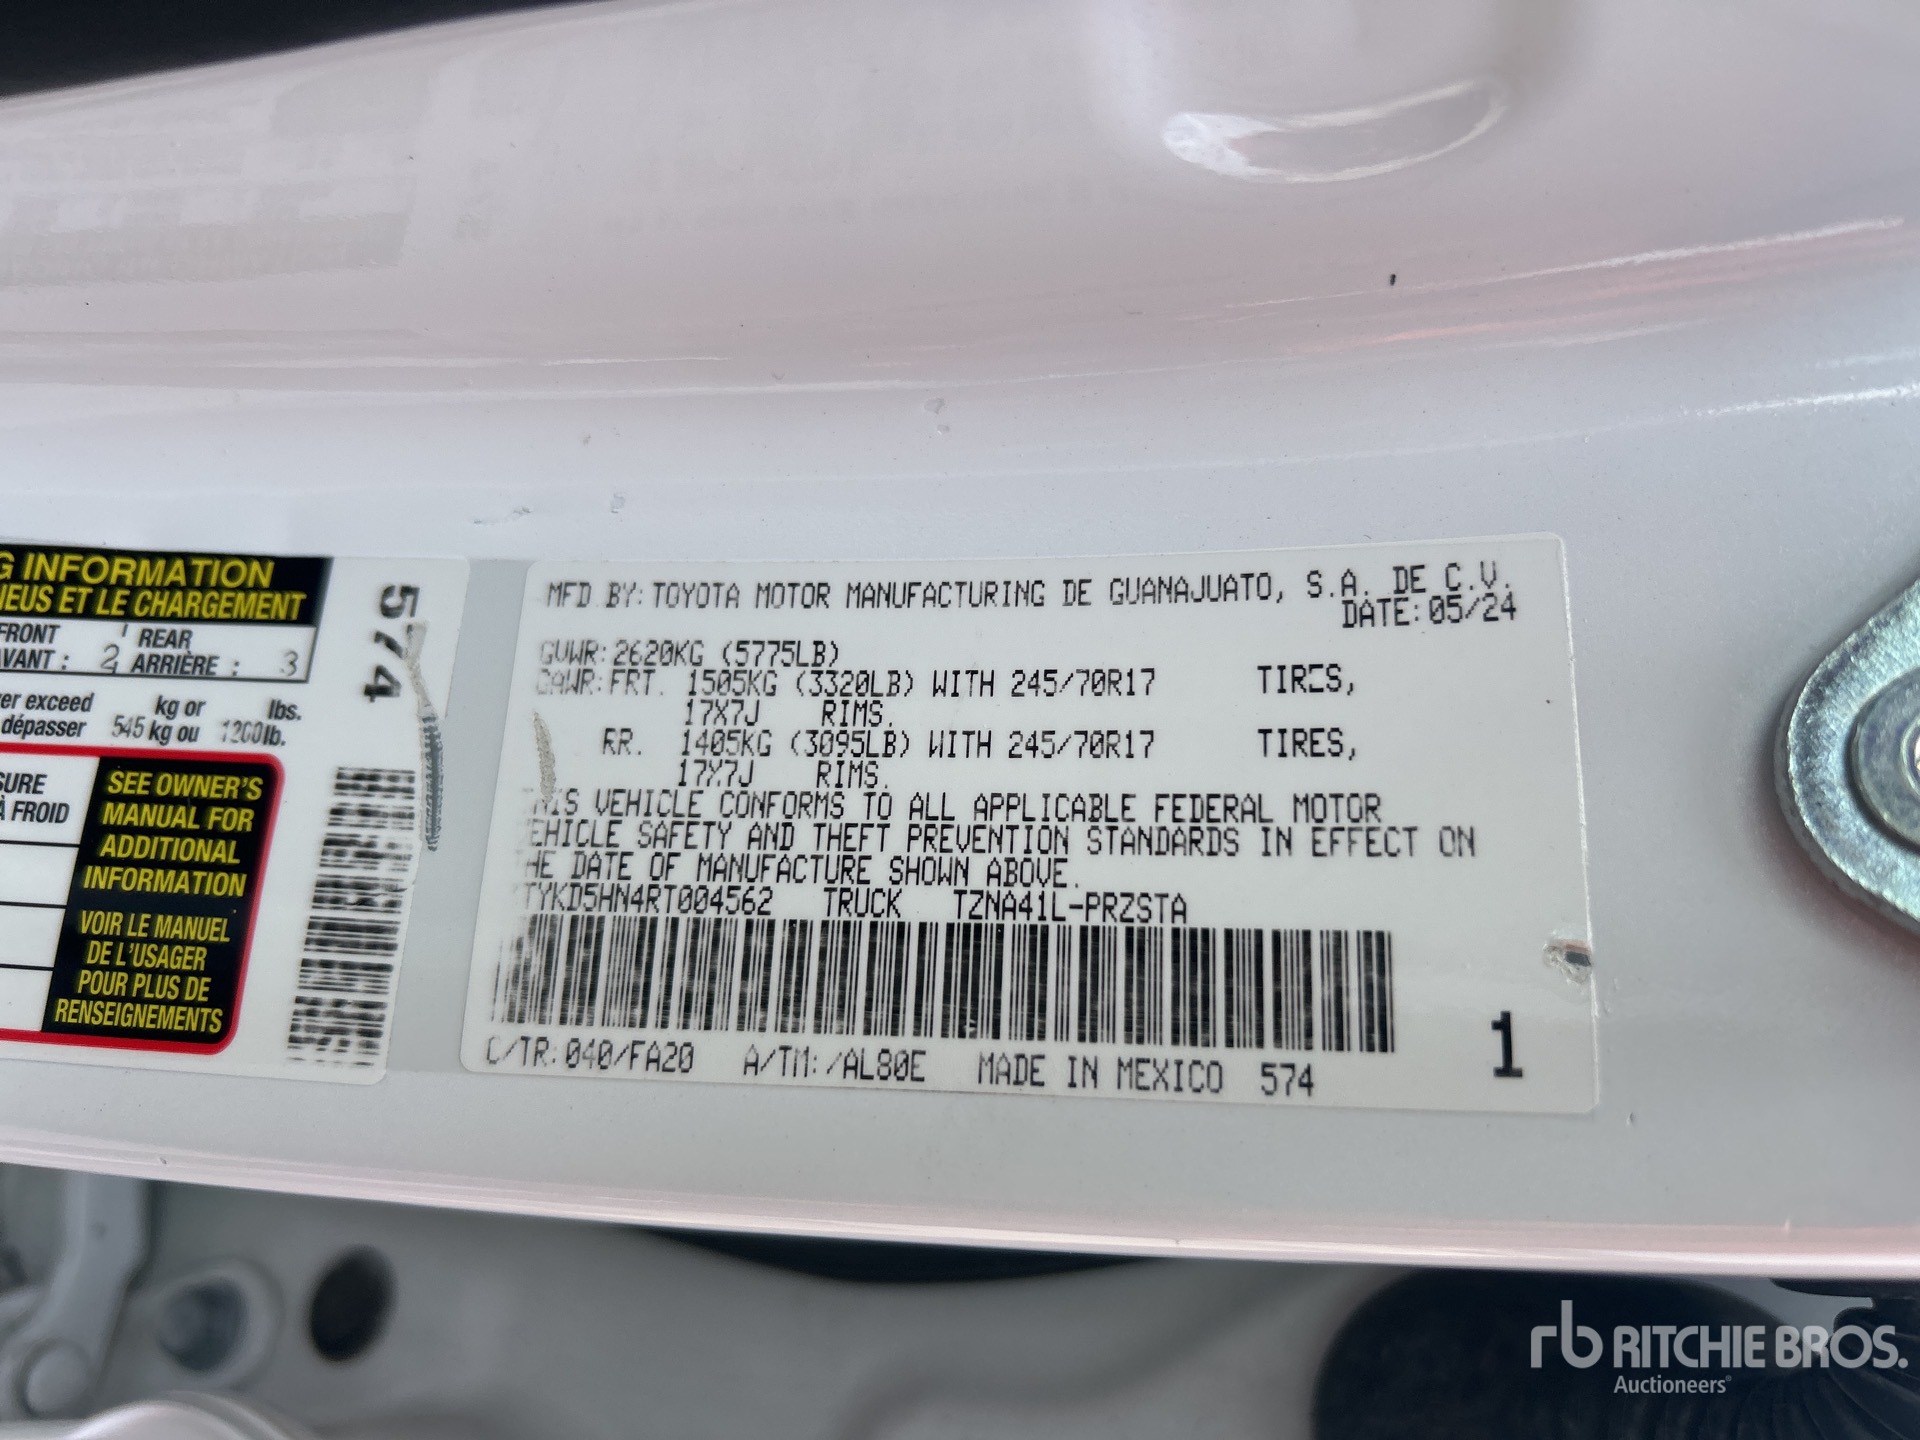 G INFORMATION
NEUS ET LE CHARGEMENT
FRONT
AVANT : 2
REAR
ARRIÈRE : 3
ver exceed
dépasser
kg or
545 kg ou
lbs.
1200 lb.
SURE
À FROID
SEE OWNER'S
MANUAL FOR
ADDITIONAL
INFORMATION
VOIR LE MANUEL
DE L'USAGER
POUR PLUS DE
RENSEIGNEMENTS
574
MFD BY: TOYOTA MOTOR MANUFACTURING DE GUANAJUATO, S.A. DE C.V.
DATE: 05/24
GVWR: 2620KG (5775LB)
GAWR: FRT. 1505KG (3320LB) WITH 245/70R17 TIRES,
17X7J RIMS.
RR. 1405KG (3095LB) WITH 245/70R17 TIRES,
17X7J RIMS.
THIS VEHICLE CONFORMS TO ALL APPLICABLE FEDERAL MOTOR
VEHICLE SAFETY AND THEFT PREVENTION STANDARDS IN EFFECT ON
THE DATE OF MANUFACTURE SHOWN ABOVE.
TYKD5HN4RT004562 TRUCK TZNA41L-PRZSTA
C/TR: 040/FA20 A/TM: /AL80E MADE IN MEXICO 574
1
rb RITCHIE BROS.
Auctioneers